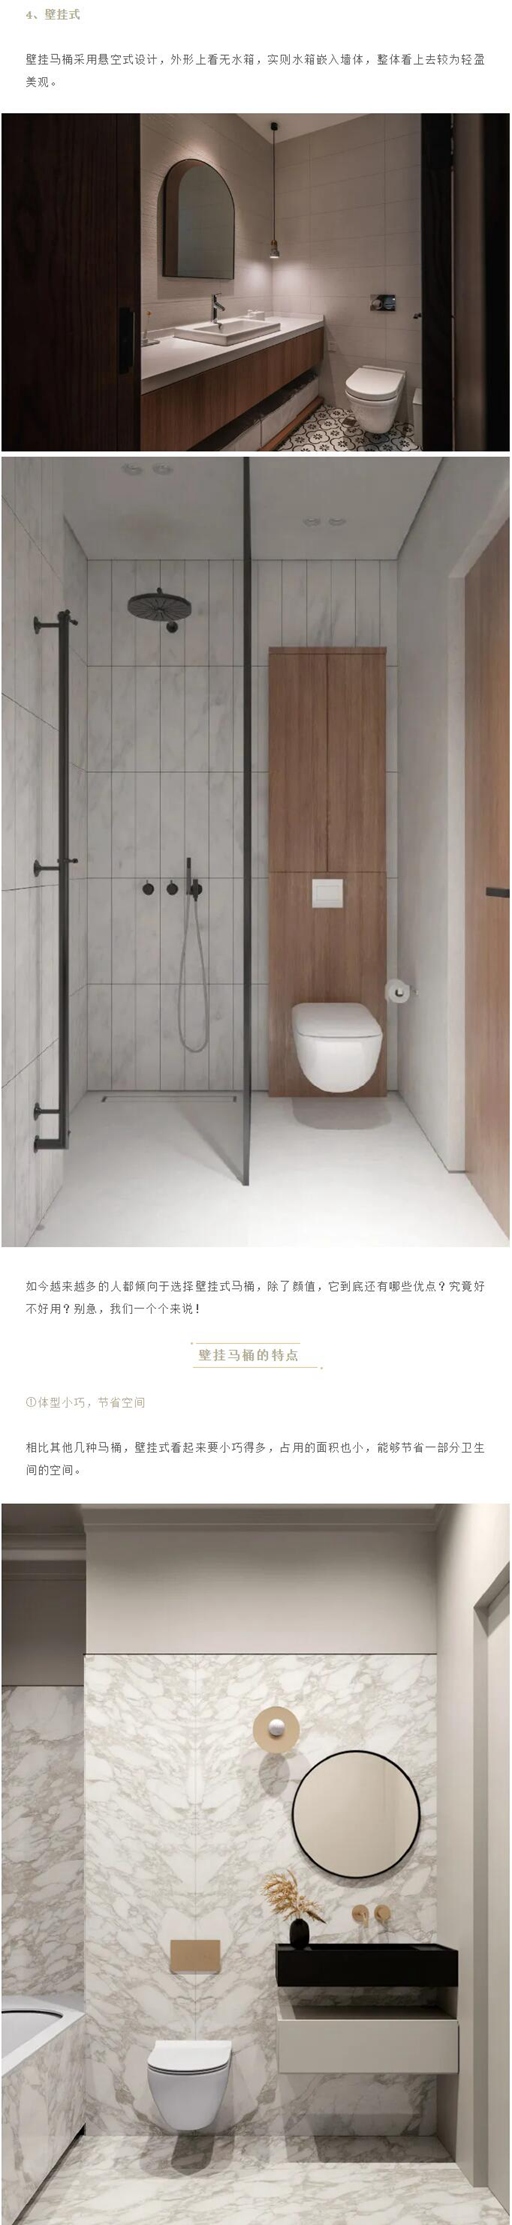 4、壁挂式
壁挂马桶采用悬空式设计，外形上看无水箱，实则水箱嵌入墙体，整体看上去较为轻盈
美观。
如今越来越多的人都倾向于选择壁挂式马桶，除了颜值，它到底还有哪些优点？究竟好
不好用？别急，我们一个个来说！
壁挂马桶的特点
①体型小巧，节省空间
相比其他几种马桶，壁挂式看起来要小巧得多，占用的面积也小，能够节省一部分卫生
间的空间。